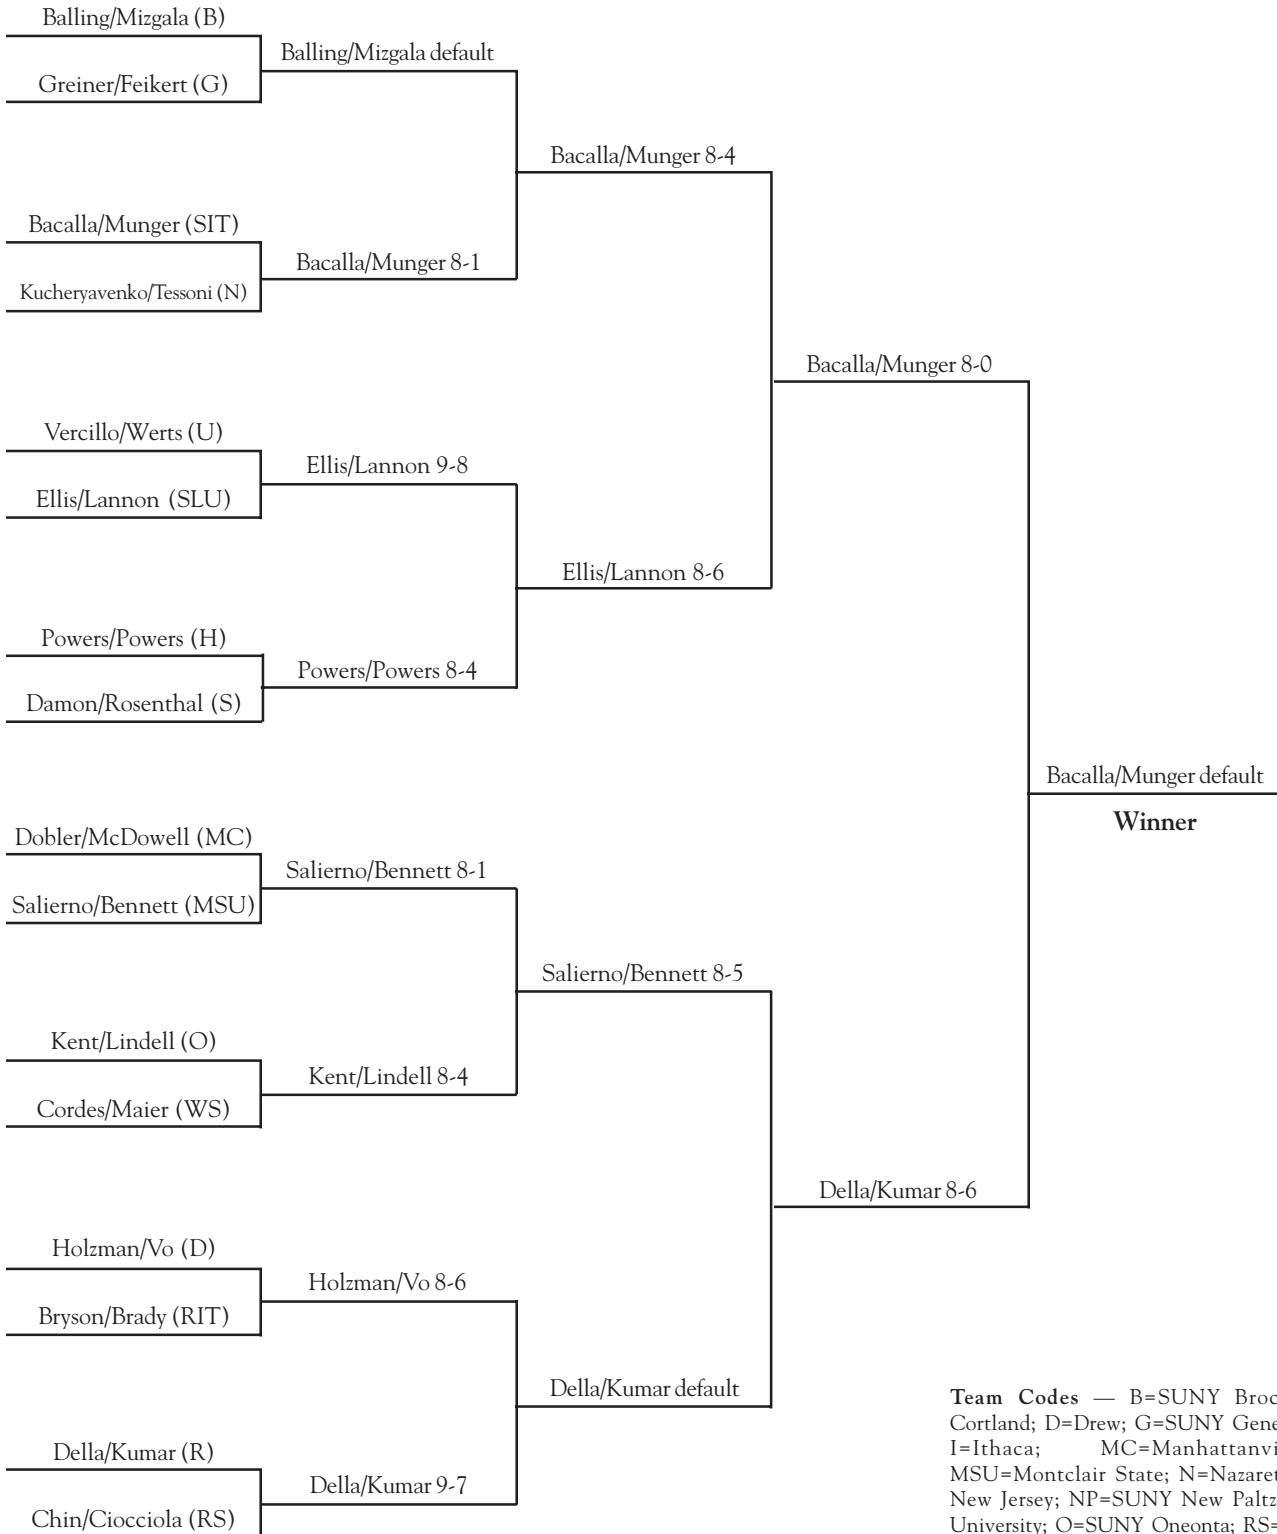 Balling/Mizgala (B)
Balling/Mizgala default
Greiner/Feikert (G)
Bacalla/Munger 8-4
Bacalla/Munger (SIT)
Bacalla/Munger 8-1
Kucheryavenko/Tessoni (N)
Bacalla/Munger 8-0
Vercillo/Werts (U)
Ellis/Lannon 9-8
Ellis/Lannon (SLU)
Ellis/Lannon 8-6
Powers/Powers (H)
Powers/Powers 8-4
Damon/Rosenthal (S)
Bacalla/Munger default
Winner
Dobler/McDowell (MC)
Salierno/Bennett 8-1
Salierno/Bennett (MSU)
Salierno/Bennett 8-5
Kent/Lindell (O)
Kent/Lindell 8-4
Cordes/Maier (WS)
Della/Kumar 8-6
Holzman/Vo (D)
Holzman/Vo 8-6
Bryson/Brady (RIT)
Della/Kumar default
Della/Kumar (R)
Della/Kumar 9-7
Chin/Ciocciola (RS)
Team Codes — B=SUNY Broc
Cortland; D=Drew; G=SUNY Gene
I=Ithaca; MC=Manhattanvi
MSU=Montclair State; N=Nazaret
New Jersey; NP=SUNY New Paltz
University; O=SUNY Oneonta; RS=